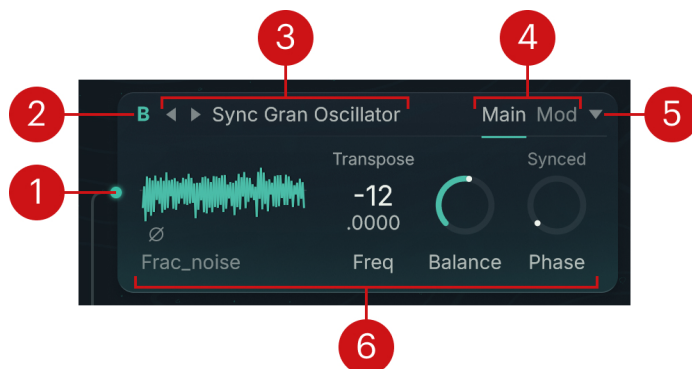 3
4
2
B Sync Gran Oscillator Main Mod
5
1
Transpose
Synced
-12
.0000
Ø
Frac_noise
Freq
Balance
Phase
6